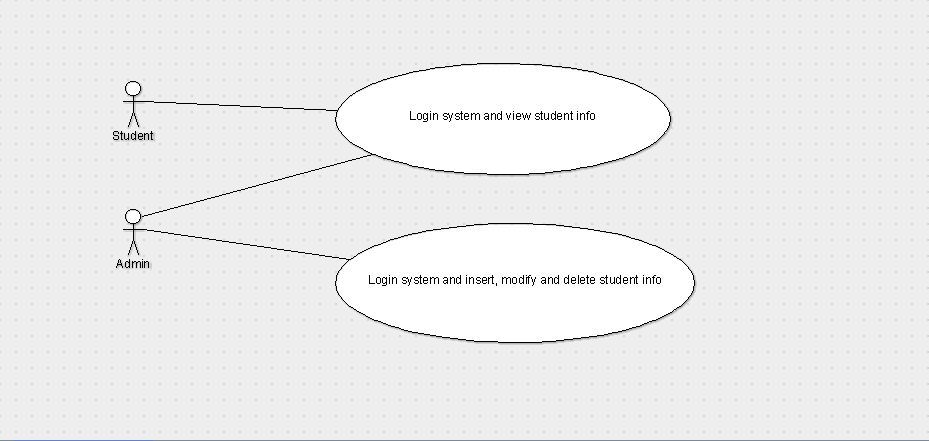 Login system and view student info
Student
Admin
Login system and insert, modify and delete student info